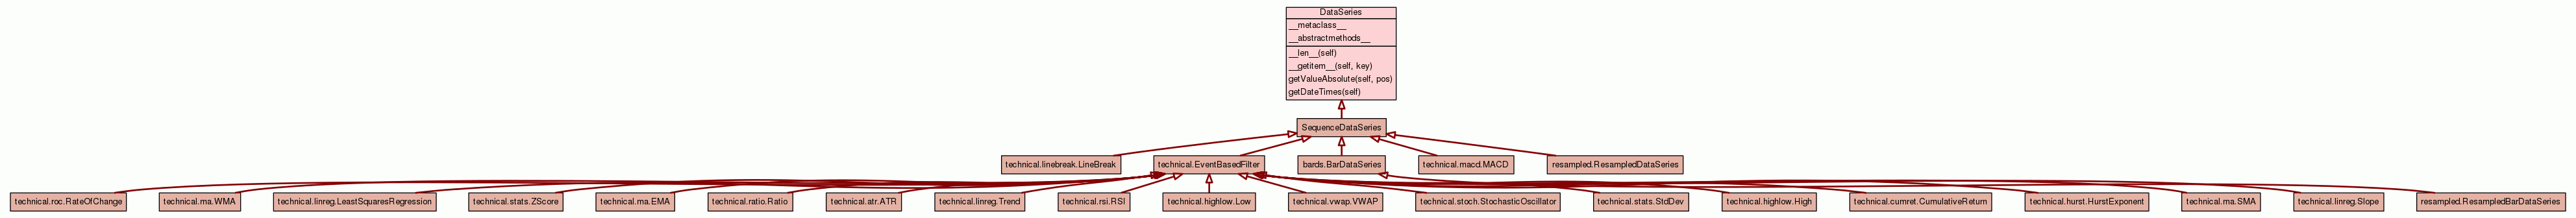 DataSeries
__metaclass__
__abstractmethods__
__len__(self)
__getitem__(self, key)
getValueAbsolute(self, pos)
getDateTimes(self)
SequenceDataSeries
technical.linebreak.LineBreak
technical.EventBasedFilter
bards.BarDataSeries
technical.macd.MACD
resampled.ResampledDataSeries
technical.roc.RateOfChange
technical.ma.WMA
technical.linreg.LeastSquaresRegression
technical.stats.ZScore
technical.ma.EMA
technical.ratio.Ratio
technical.atr.ATR
technical.linreg.Trend
technical.rsi.RSI
technical.highlow.Low
technical.vwap.VWAP
technical.stoch.StochasticOscillator
technical.stats.StdDev
technical.highlow.High
technical.cumret.CumulativeReturn
technical.hurst.HurstExponent
technical.ma.SMA
technical.linreg.Slope
resampled.ResampledBarDataSeries